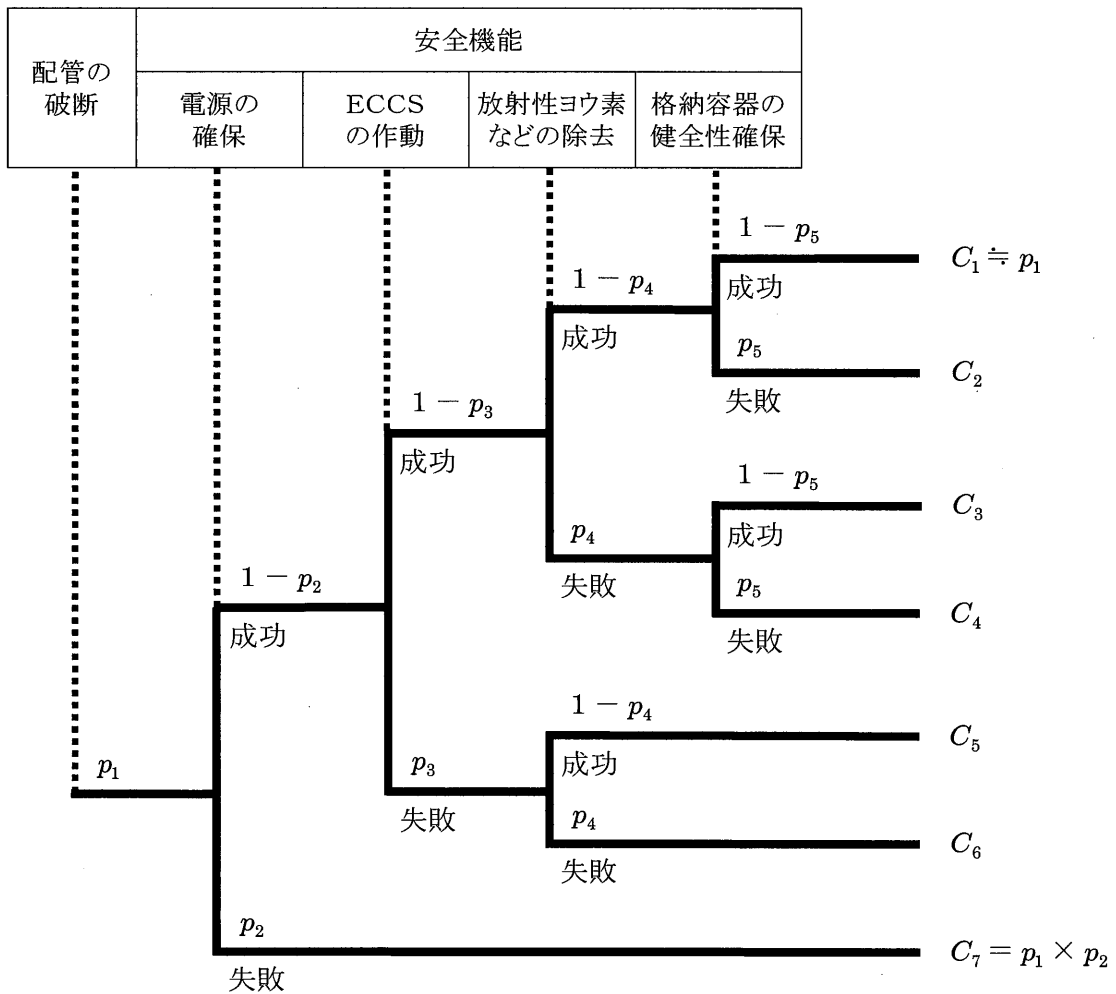 配管の
破断
安全機能
電源の
確保
ECCS
の作動
放射性ヨウ素
などの除去
格納容器の
健全性確保
1 − p₅
C₁ ≒ p₁
成功
1 − p₄
成功
p₅
C₂
失敗
1 − p₃
成功
1 − p₅
C₃
成功
p₄
失敗
p₅
C₄
失敗
1 − p₂
成功
1 − p₄
C₅
成功
p₁
p₃
失敗
p₄
C₆
失敗
p₂
C₇ = p₁ × p₂
失敗